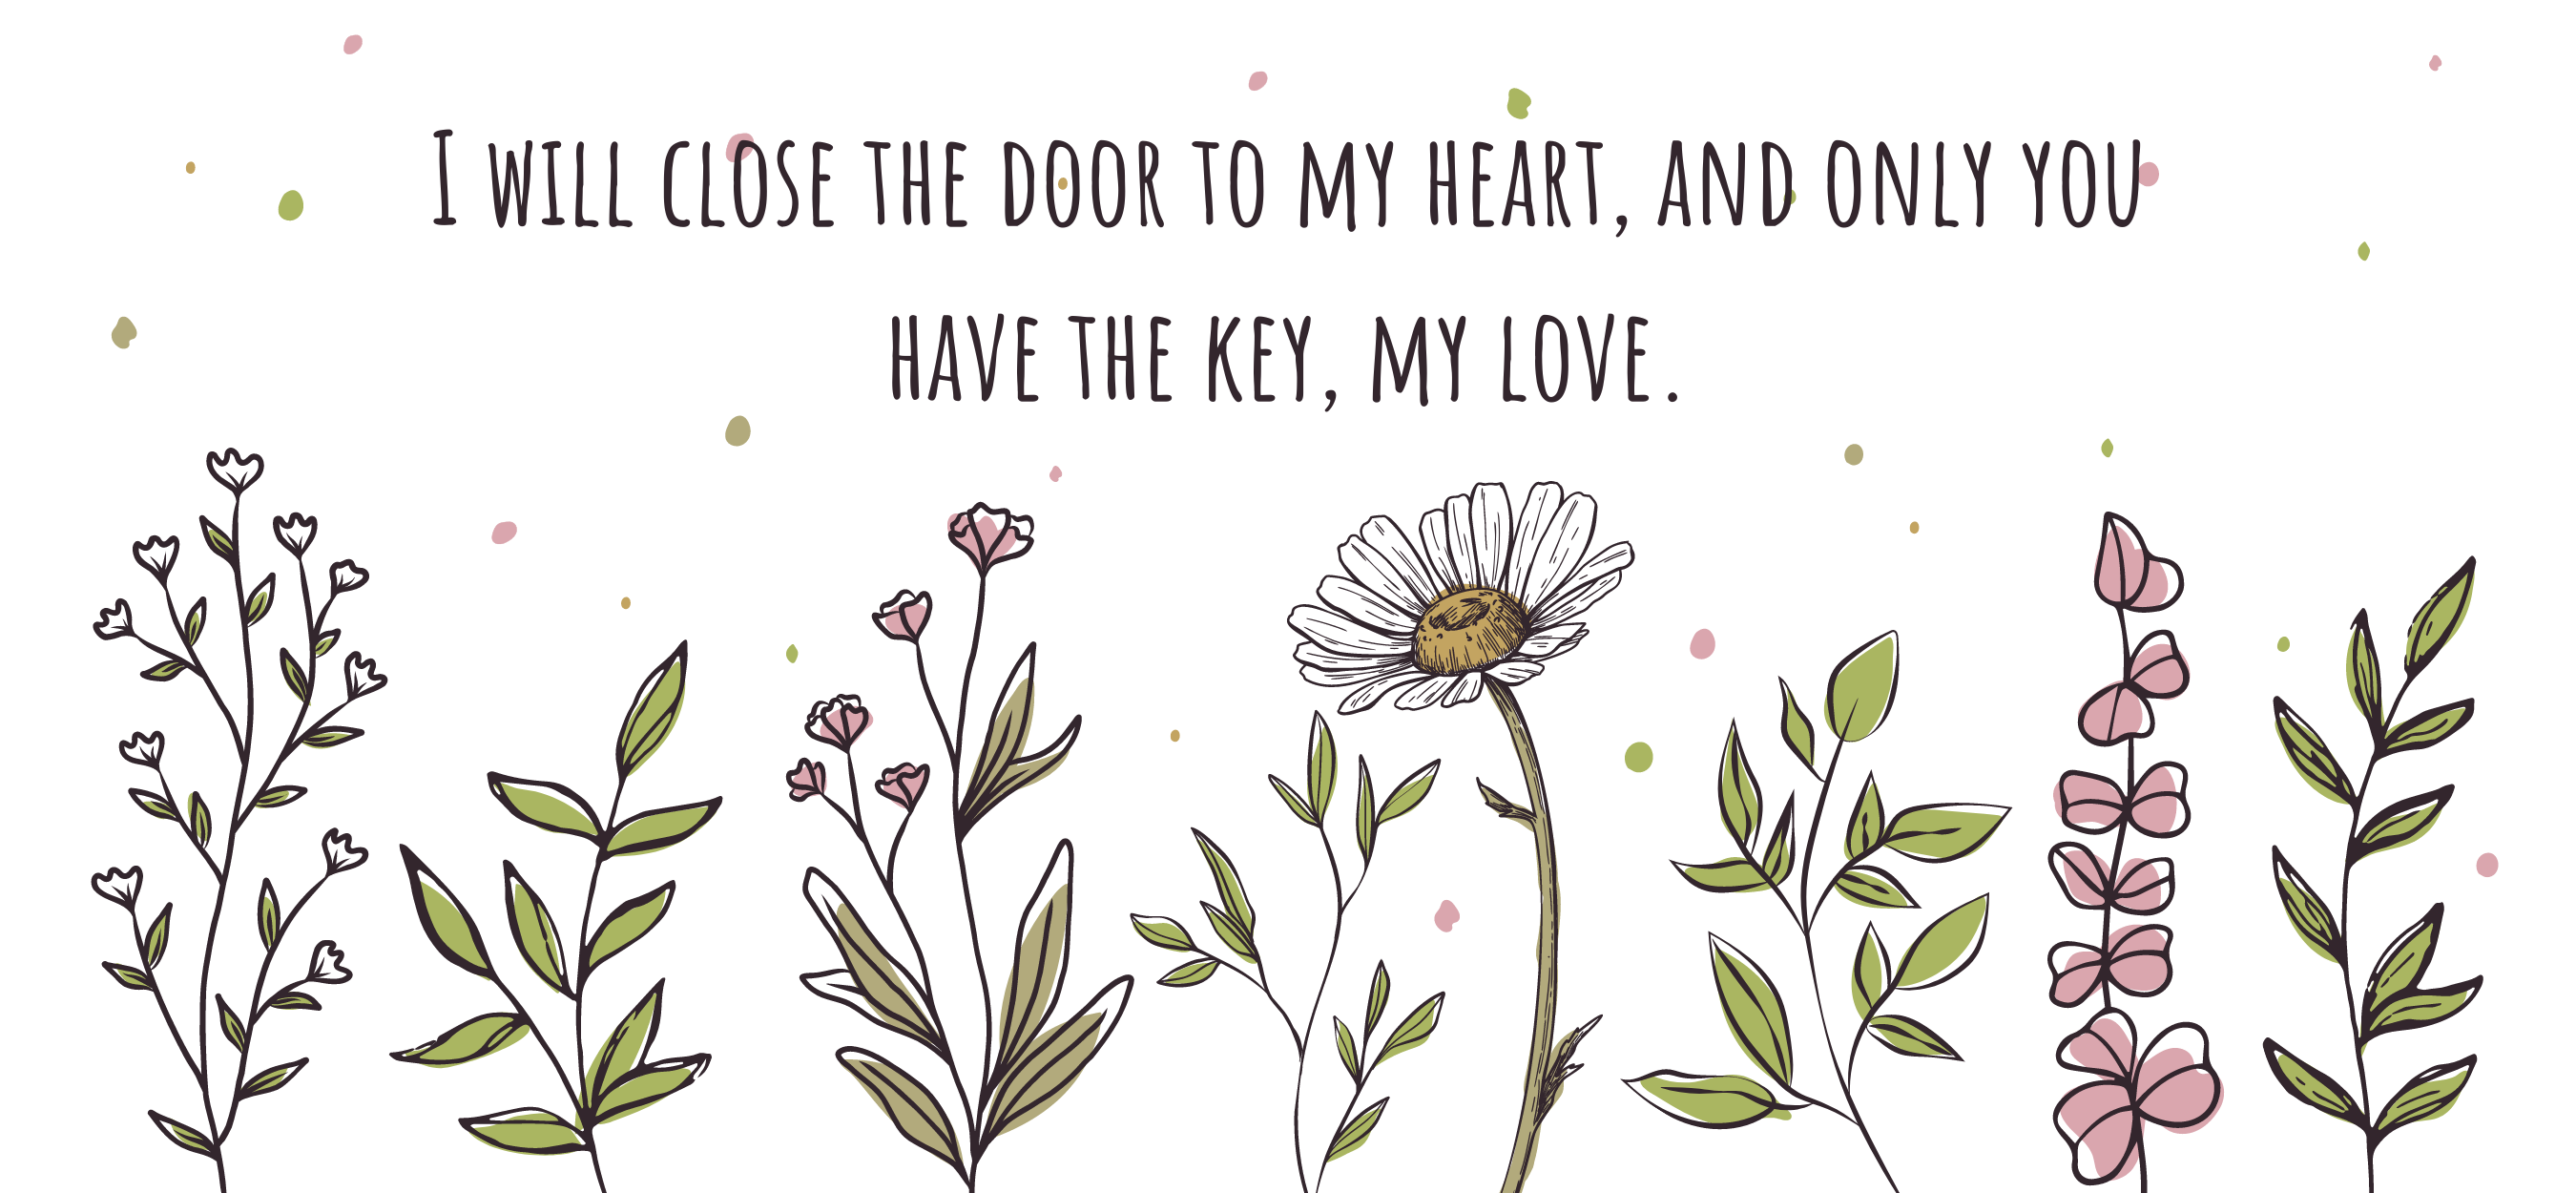 I WILL CLOSE THE DOOR TO MY HEART, AND ONLY YOU
HAVE THE KEY, MY LOVE.